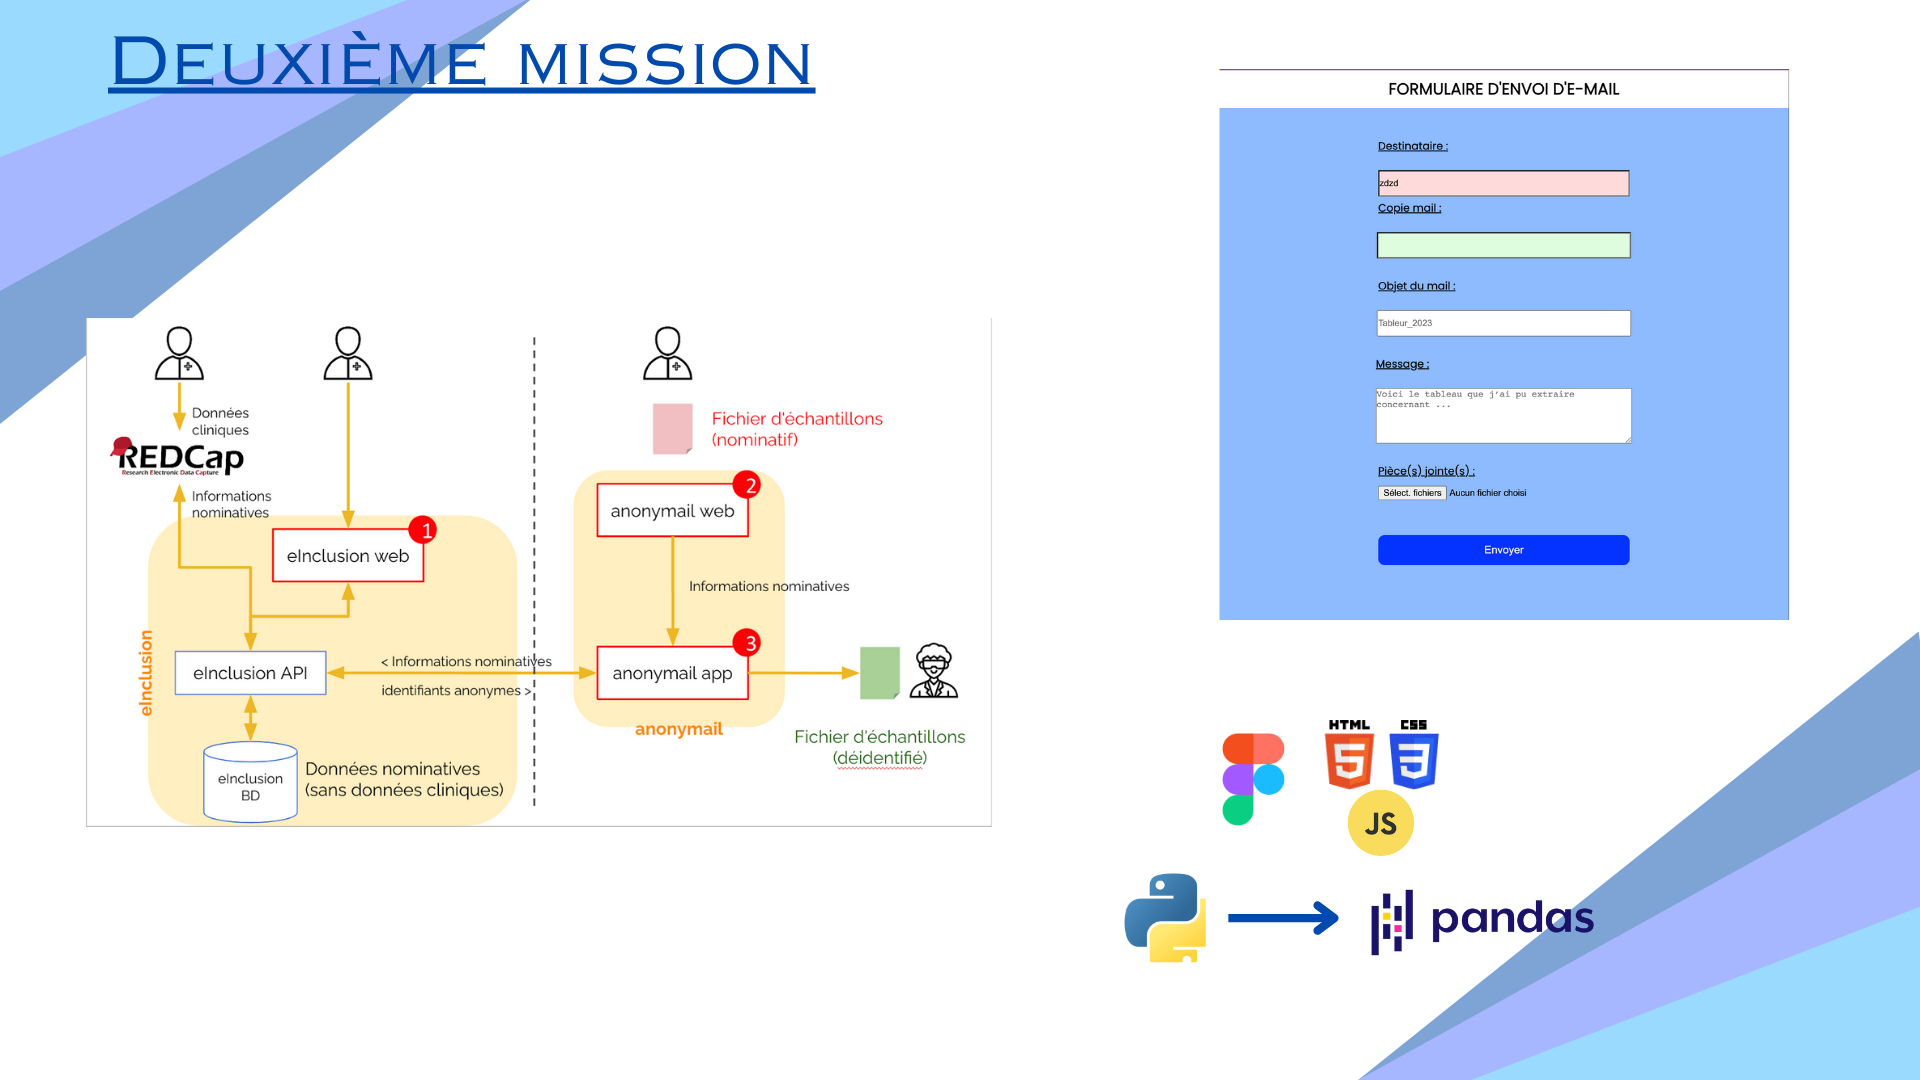 Deuxième mission
Données
cliniques
REDCap
Research Electronic Data Capture
Informations
nominatives
eInclusion web
1
eInclusion
eInclusion API
eInclusion
BD
Données nominatives
(sans données cliniques)
< Informations nominatives
identifiants anonymes >
Fichier d'échantillons
(nominatif)
anonymail web
2
Informations nominatives
3
anonymail app
anonymail
Fichier d'échantillons
(déidentifié)
FORMULAIRE D'ENVOI D'E-MAIL
Destinataire :
zdzd
Copie mail :
Objet du mail :
Tableur_2023
Message :
Voici le tableau que j'ai pu extraire
concernant ...
Pièce(s) jointe(s) :
Sélect. fichiers Aucun fichier choisi
Envoyer
HTML
5
CSS
3
JS
pandas